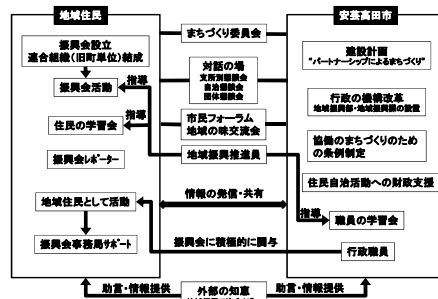 地域住民
振興会設立
連合組織(旧町単位)結成
振興会活動
指導
住民の学習会
指導
振興会レポーター
地域住民として活動
振興会事務局サポート
まちづくり委員会
対話の場
支所別懇談会
自治懇談会
団体懇談会
市民フォーラム
地域の味交流会
地域振興推進員
情報の発信・共有
振興会に積極的に関与
安芸高田市
建設計画
"パートナーシップによるまちづくり"
行政の機構改革
地域振興部・地域振興課の設置
協働のまちづくりのため
の条例制定
住民自治活動への財政支援
指導
職員の学習会
行政職員
助言・情報提供
外部の知恵
助言・情報提供